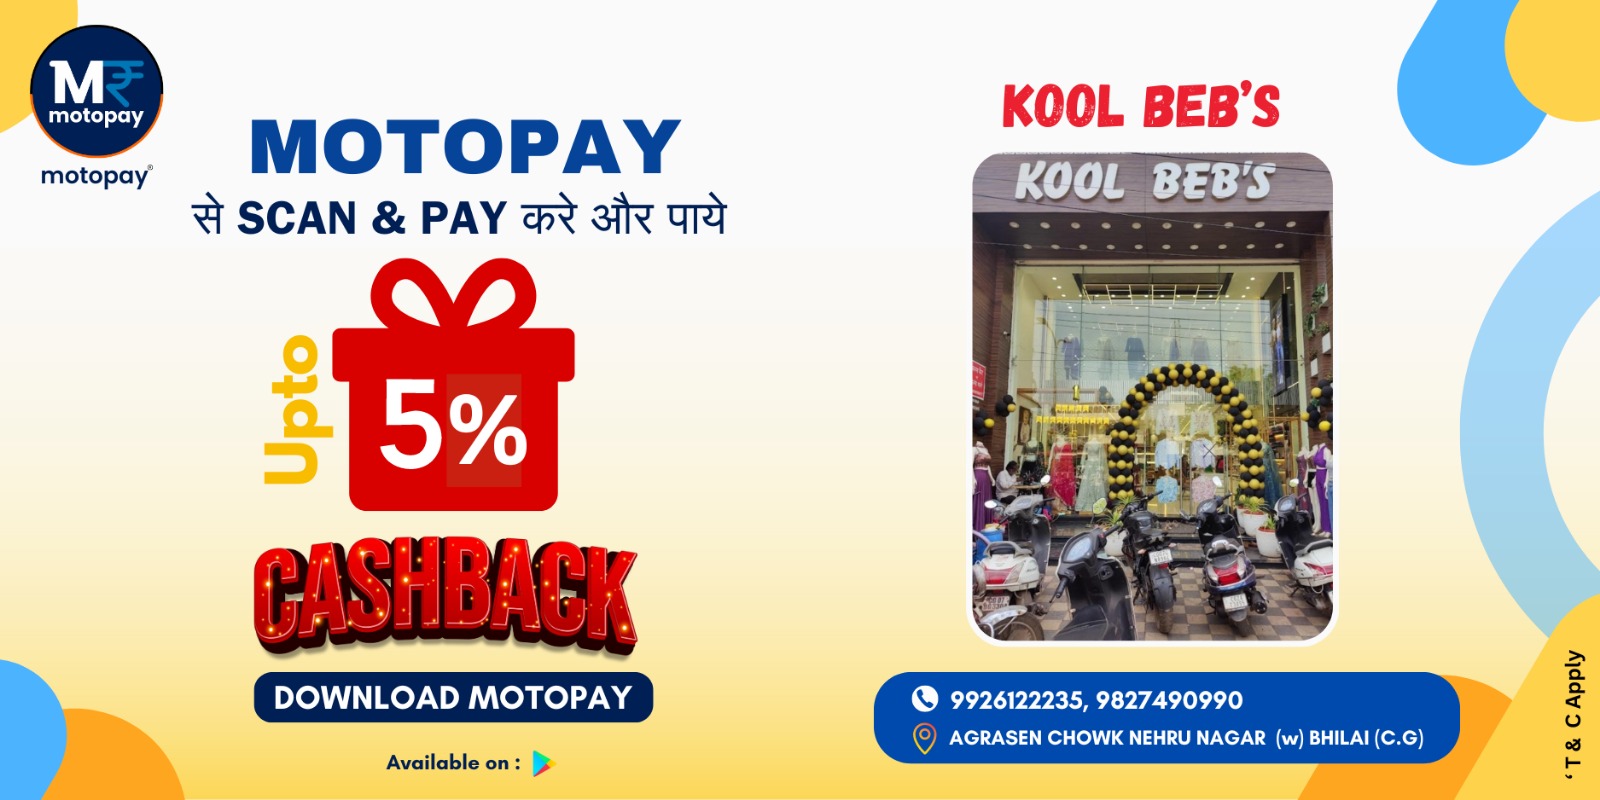 M₹
motopay
motopay®
MOTOPAY
से SCAN & PAY करे और पाये
Upto
5%
CASHBACK
DOWNLOAD MOTOPAY
Available on :
KOOL BEB'S
KOOL BEB'S
9926122235, 9827490990
AGRASEN CHOWK NEHRU NAGAR (w) BHILAI (C.G)
‘T & C Apply